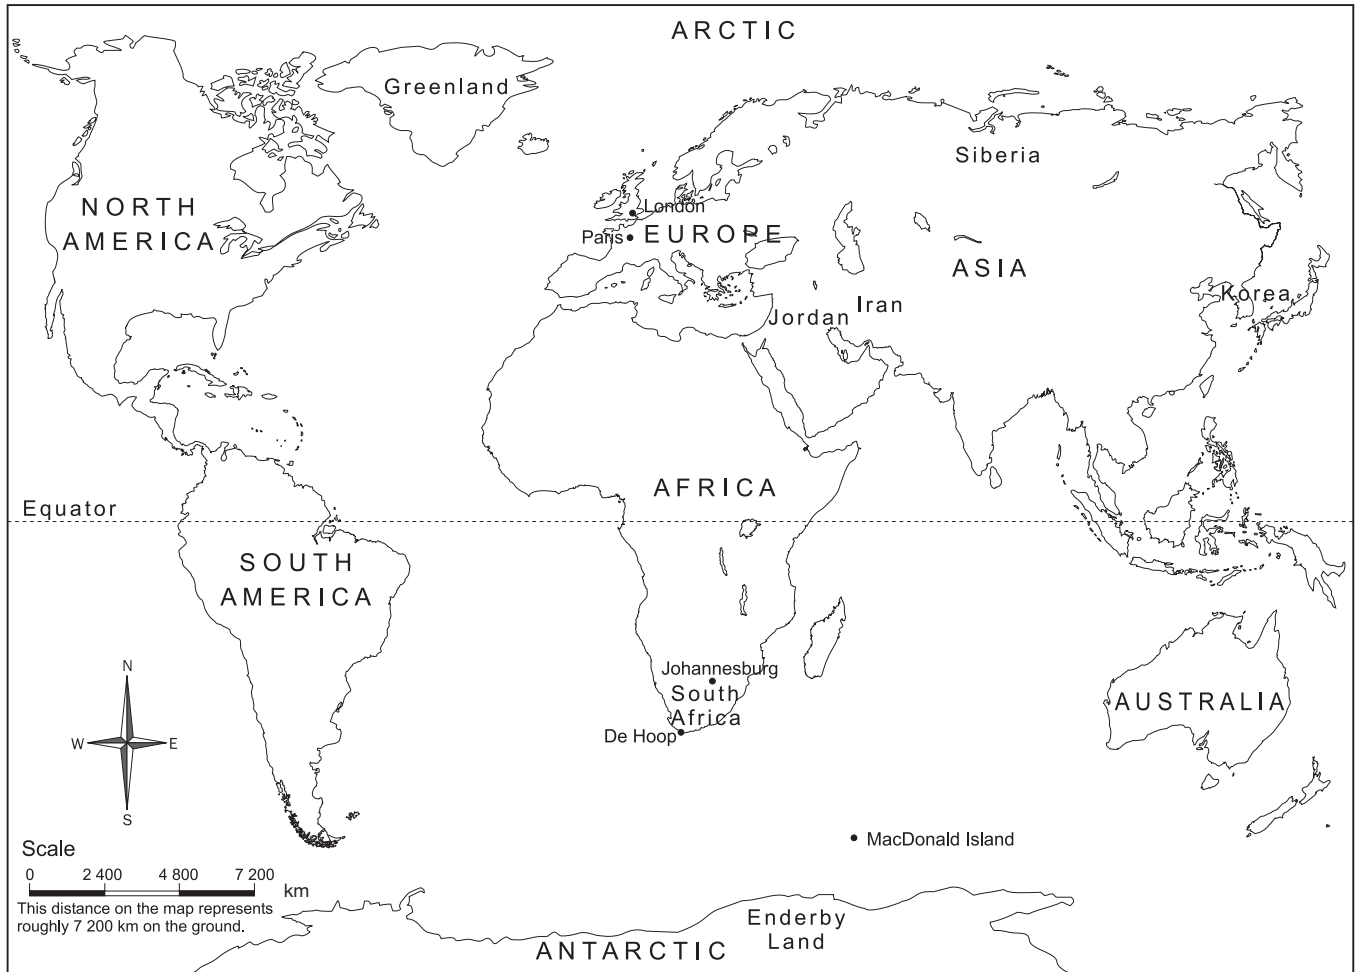 ARCTIC
Greenland
Siberia
NORTH
AMERICA
London
Paris
EUROPE
ASIA
Korea
Iran
Jordan
AFRICA
Equator
SOUTH
AMERICA
Johannesburg
South
Africa
De Hoop
AUSTRALIA
N
W
E
S
MacDonald Island
Scale
0 2 400 4 800 7 200
km
This distance on the map represents
roughly 7 200 km on the ground.
Enderby
Land
ANTARCTIC